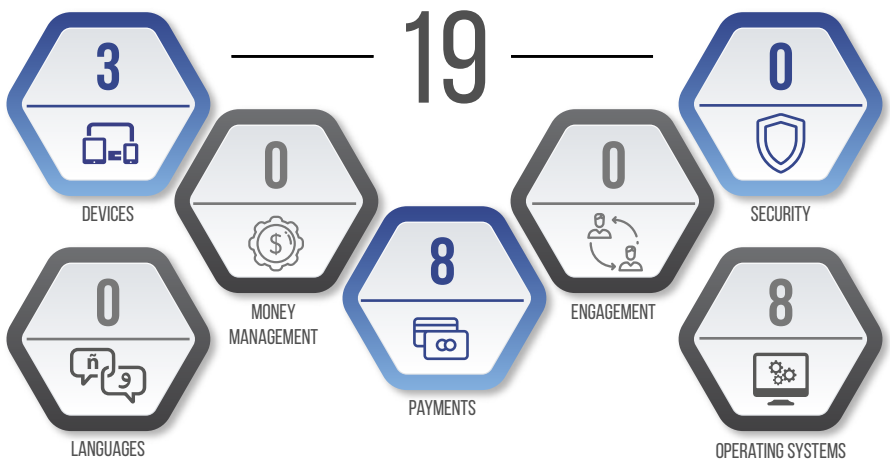 19
3
DEVICES
0
MONEY
MANAGEMENT
8
PAYMENTS
0
ENGAGEMENT
0
SECURITY
0
ñ
و
LANGUAGES
8
OPERATING SYSTEMS
$